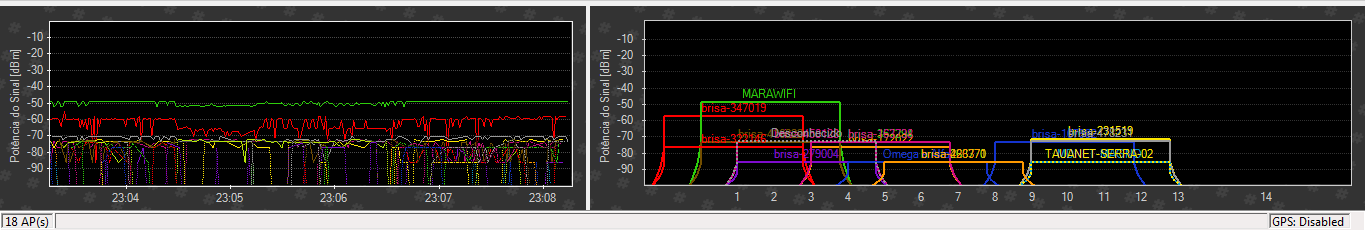 Potência do Sinal [dBm]
-10
-20
-30
-40
-50
-60
-70
-80
-90
23:04 23:05 23:06 23:07 23:08
Potência do Sinal [dBm]
-10
-20
-30
-40
-50
-60
-70
-80
-90
MARAWIFI
brisa-347019
Desconhecido
brisa-231519
brisa-279004
Omega
TAUANET-SERRA-02
1 2 3 4 5 6 7 8 9 10 11 12 13 14
18 AP(s)
GPS: Disabled